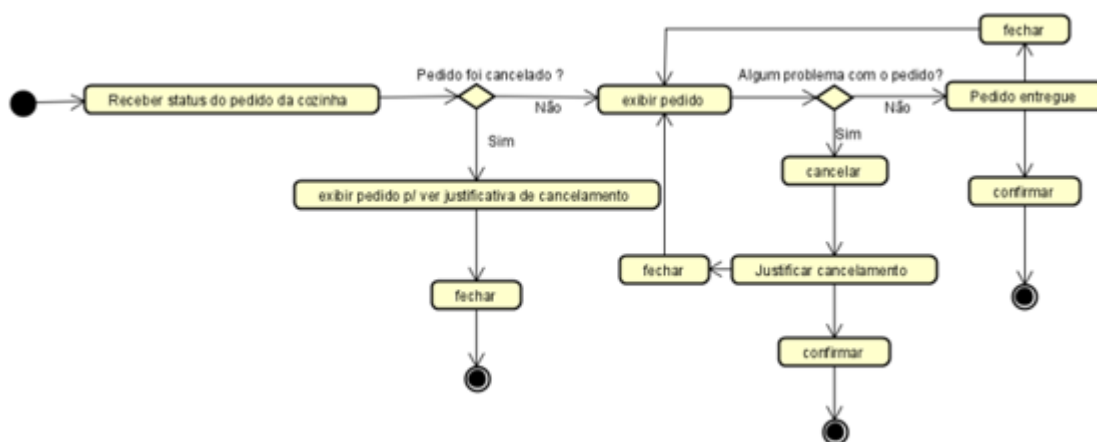 fechar
Pedido foi cancelado ?
Algum problema com o pedido?
Receber status do pedido da cozinha
Não
exibir pedido
Não
Pedido entregue
Sim
Sim
cancelar
exibir pedido p/ ver justificativa de cancelamento
confirmar
fechar
Justificar cancelamento
fechar
confirmar